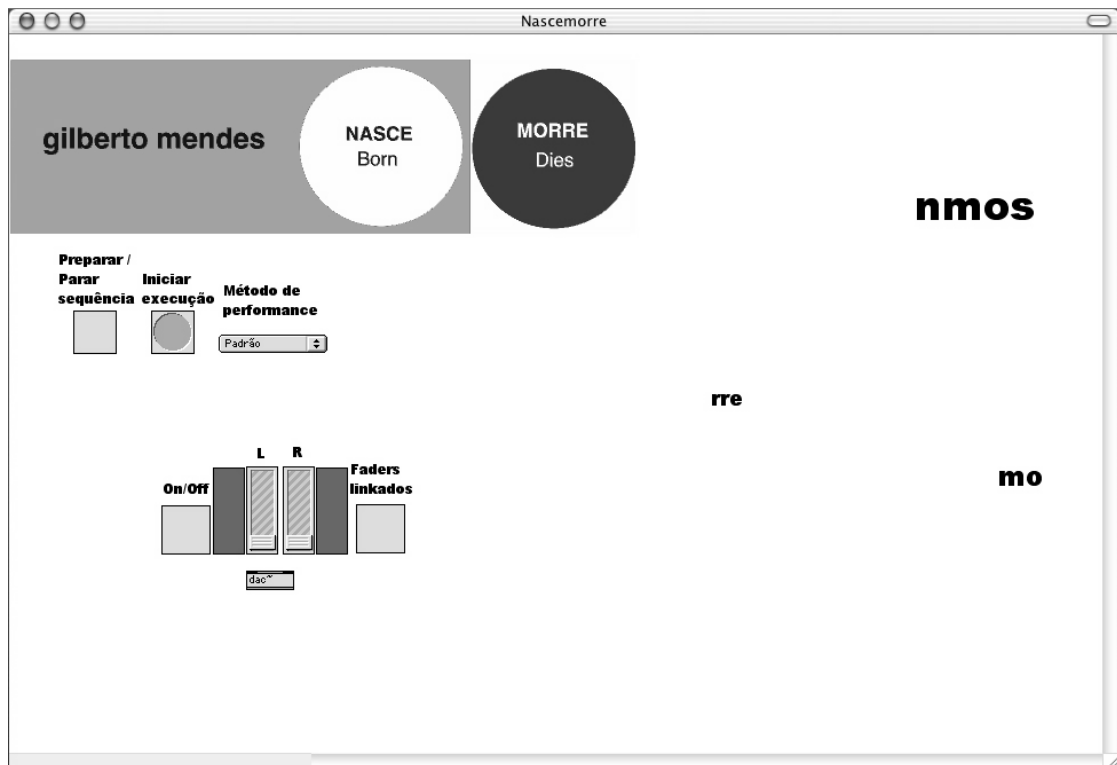 Nascemorre
gilberto mendes
NASCE
Born
MORRE
Dies
nmos
Preparar /
Parar
sequência
Iniciar
execução
Método de
performance
Padrão
rre
mo
L
R
On/Off
Faders
linkados
dac~